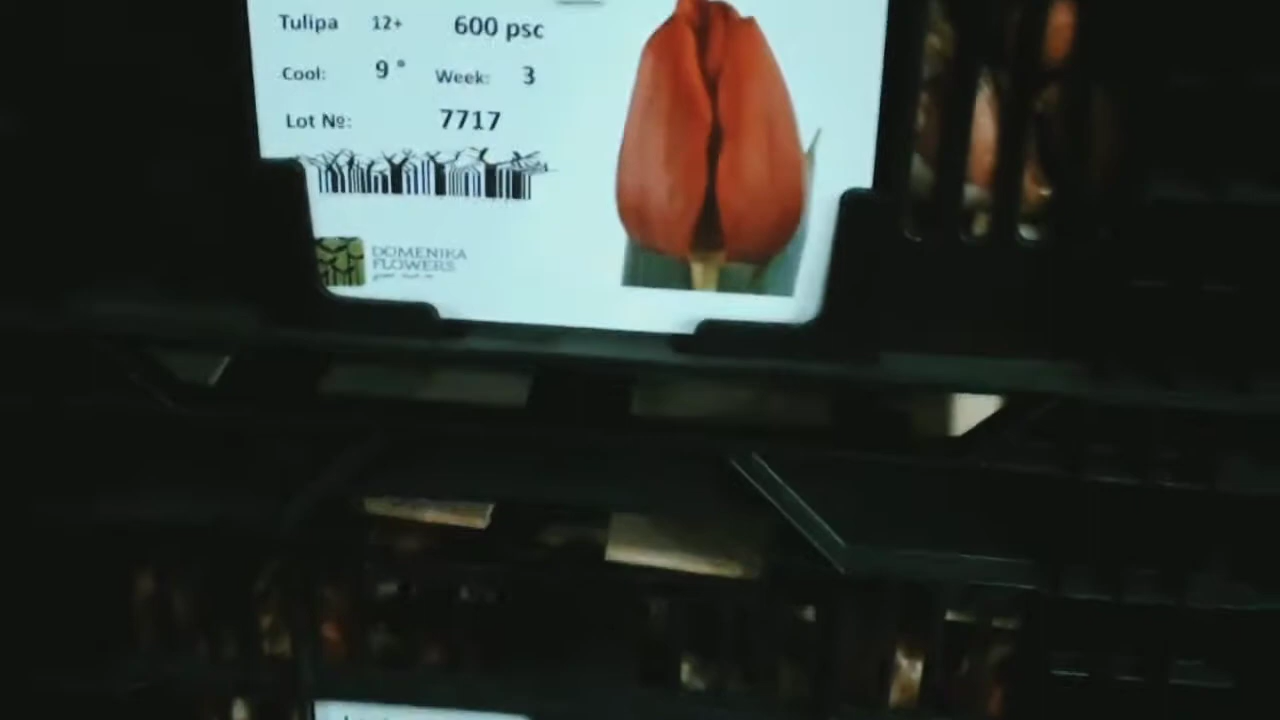 Tulipa 12+ 600 psc
Cool: 9° Week: 3
Lot №: 7717
DOMENIKA
FLOWERS